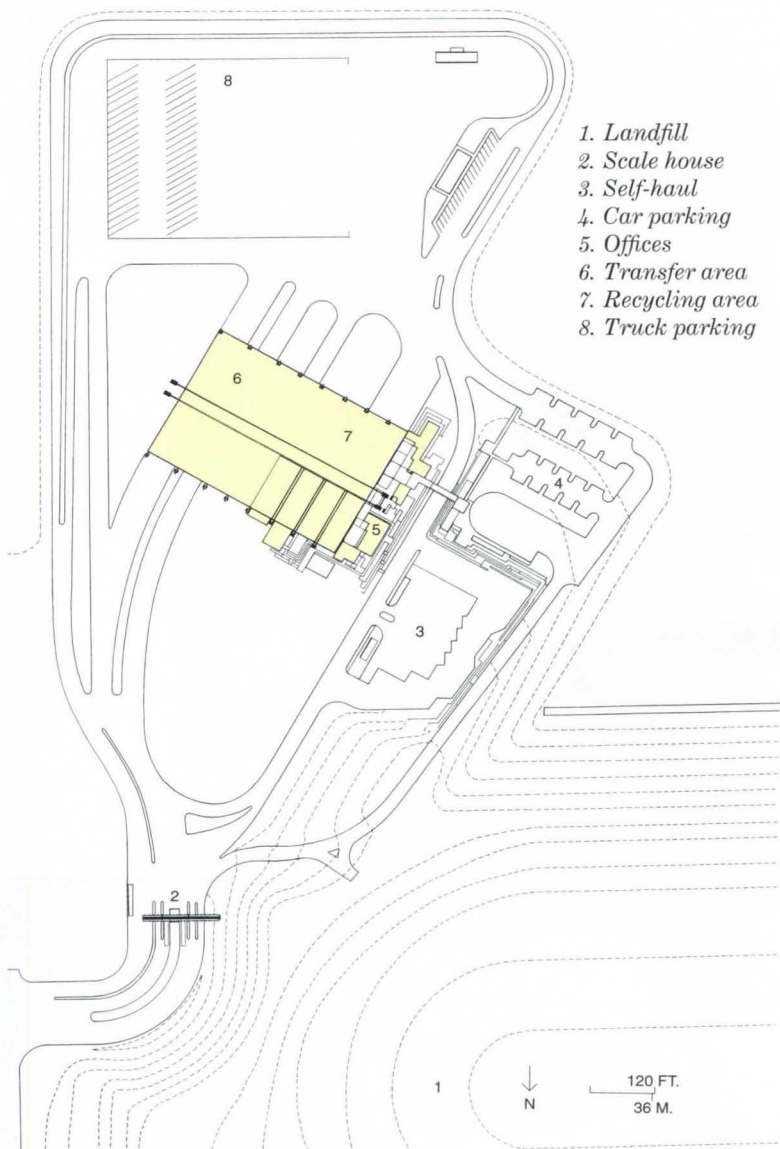 8
1. Landfill
2. Scale house
3. Self-haul
4. Car parking
5. Offices
6. Transfer area
7. Recycling area
8. Truck parking
6
7
4
5
3
2
1
N
120 FT.
36 M.